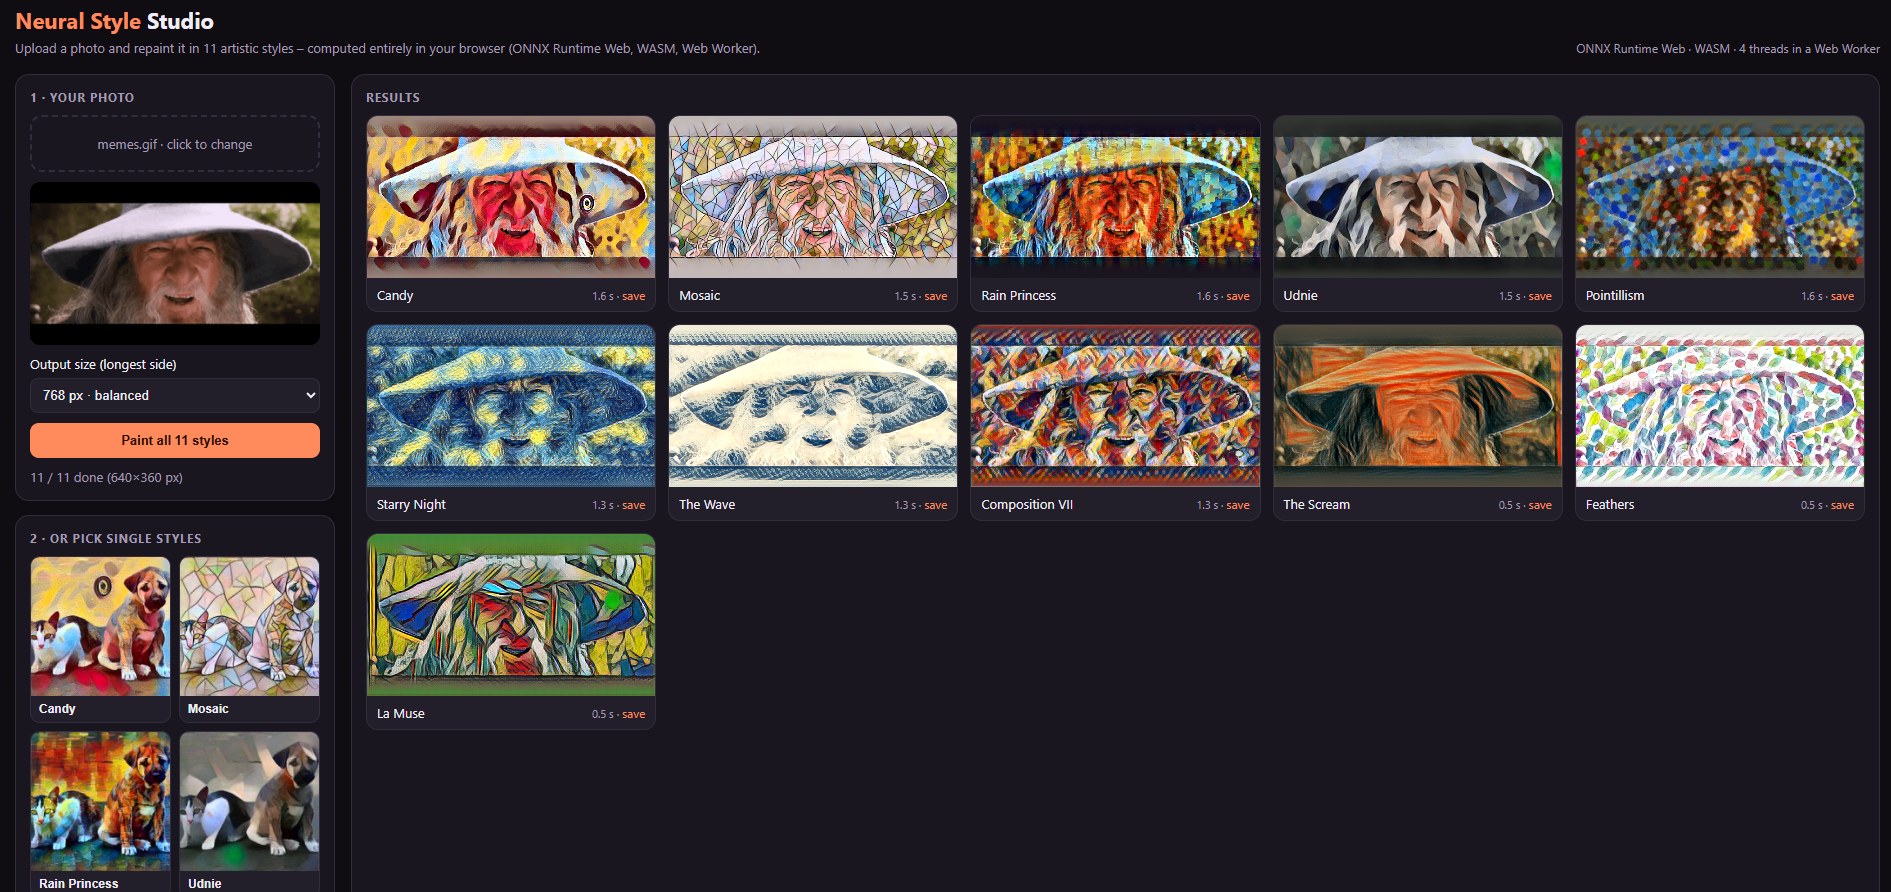 Neural Style Studio
Upload a photo and repaint it in 11 artistic styles – computed entirely in your browser (ONNX Runtime Web, WASM, Web Worker).
ONNX Runtime Web · WASM · 4 threads in a Web Worker
1 · YOUR PHOTO
memes.gif · click to change
Output size (longest side)
768 px · balanced
Paint all 11 styles
11 / 11 done (640×360 px)
2 · OR PICK SINGLE STYLES
Candy
Mosaic
Rain Princess
Udnie
RESULTS
Candy
1.6 s · save
Mosaic
1.5 s · save
Rain Princess
1.6 s · save
Udnie
1.5 s · save
Pointillism
1.6 s · save
Starry Night
1.3 s · save
The Wave
1.3 s · save
Composition VII
1.3 s · save
The Scream
0.5 s · save
Feathers
0.5 s · save
La Muse
0.5 s · save